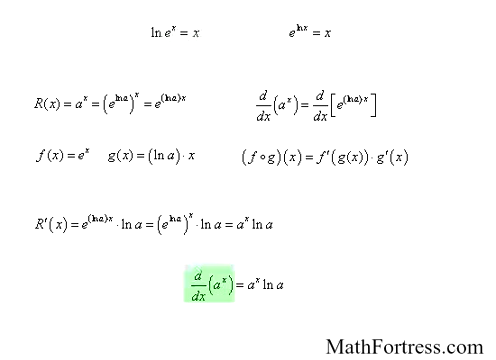 ln e^x = x    e^{ln x} = x
R(x) = a^x = (e^{ln a})^x = e^{(ln a)·x}    d/dx (a^x) = d/dx [e^{(ln a)·x}]
f(x) = e^x    g(x) = (ln a)·x    (f∘g)(x) = f'(g(x))·g'(x)
R'(x) = e^{(ln a)·x}·ln a = (e^{ln a})^x·ln a = a^x ln a
d/dx (a^x) = a^x ln a
MathFortress.com